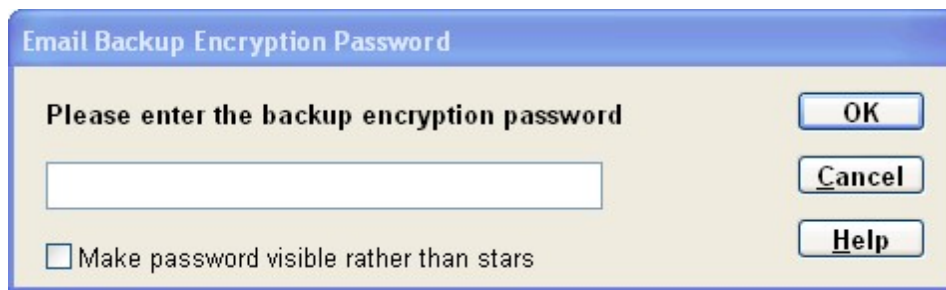 Email Backup Encryption Password
Please enter the backup encryption password
OK
Cancel
Make password visible rather than stars
Help